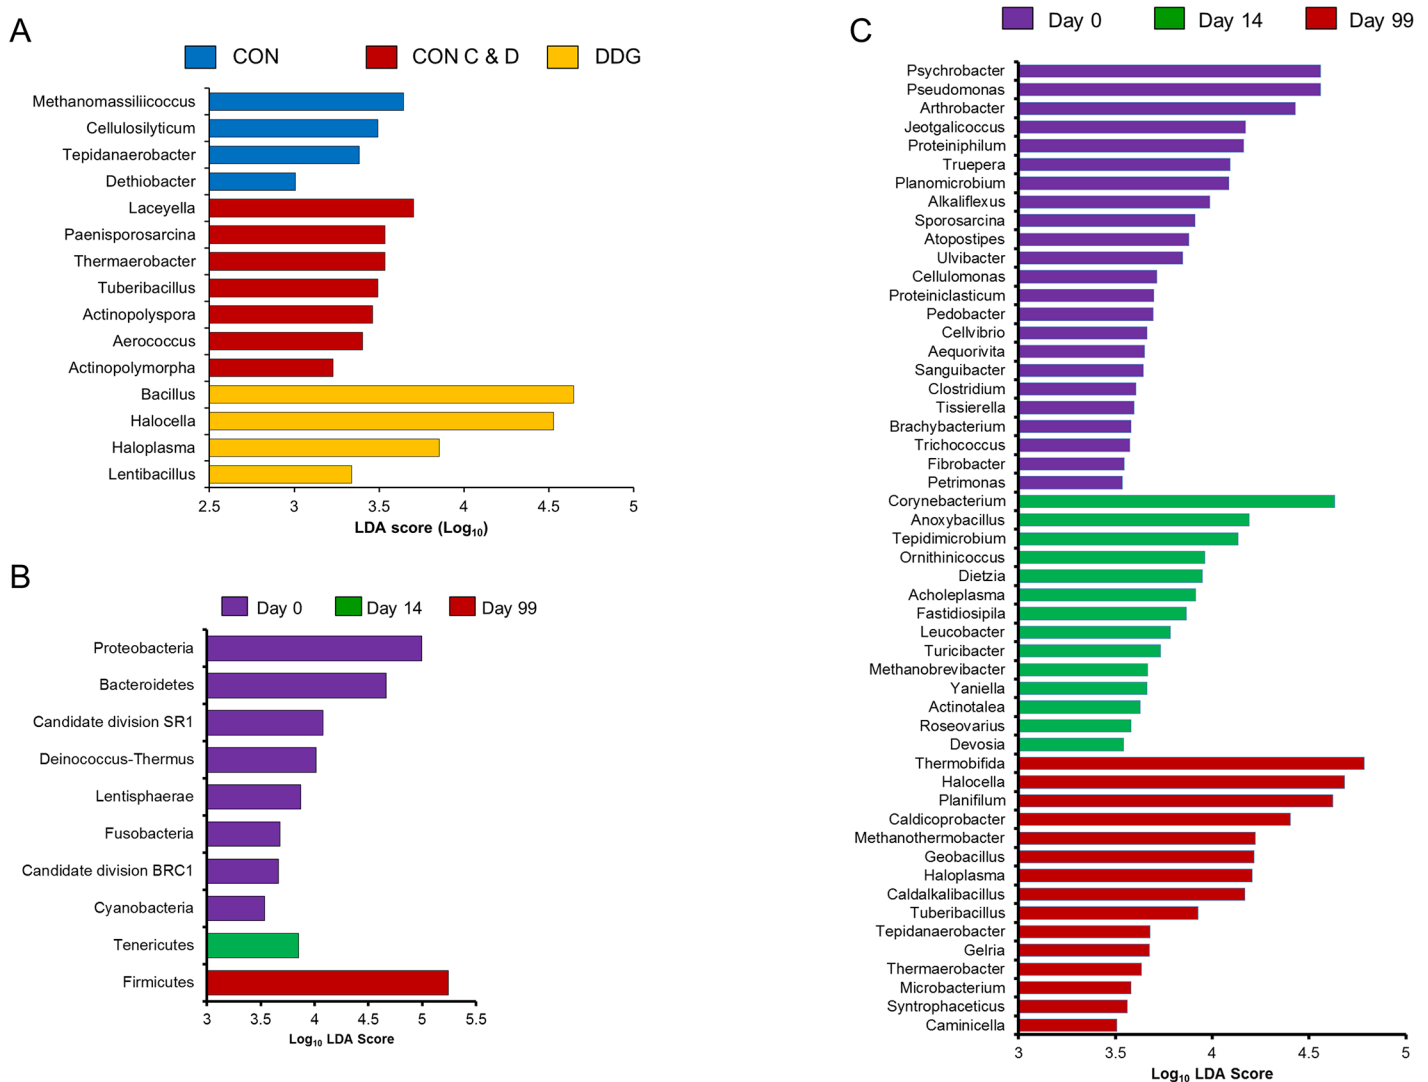 A
CON
CON C & D
DDG
Methanomassiliicoccus
Cellulosilyticum
Tepidanaerobacter
Dethiobacter
Laceyella
Paenisporosarcina
Thermaerobacter
Tuberibacillus
Actinopolyspora
Aerococcus
Actinopolymorpha
Bacillus
Halocella
Haloplasma
Lentibacillus
2.5 3 3.5 4 4.5 5
LDA score (Log10)
B
Day 0
Day 14
Day 99
Proteobacteria
Bacteroidetes
Candidate division SR1
Deinococcus-Thermus
Lentisphaerae
Fusobacteria
Candidate division BRC1
Cyanobacteria
Tenericutes
Firmicutes
3 3.5 4 4.5 5 5.5
Log10 LDA Score
C
Day 0
Day 14
Day 99
Psychrobacter
Pseudomonas
Arthrobacter
Jeotgalicoccus
Proteiniphilum
Truepera
Planomicrobium
Alkaliflexus
Sporosarcina
Atopostipes
Ulvibacter
Cellulomonas
Proteiniclasticum
Pedobacter
Cellvibrio
Aequorivita
Sanguibacter
Clostridium
Tissierella
Brachybacterium
Trichococcus
Fibrobacter
Petrimonas
Corynebacterium
Anoxybacillus
Tepidimicrobium
Ornithinicoccus
Dietzia
Acholeplasma
Fastidiosipila
Leucobacter
Turicibacter
Methanobrevibacter
Yaniella
Actinotalea
Roseovarius
Devosia
Thermobifida
Halocella
Planifilum
Caldicoprobacter
Methanothermobacter
Geobacillus
Haloplasma
Caldalkalibacillus
Tuberibacillus
Tepidanaerobacter
Gelria
Thermaerobacter
Microbacterium
Syntrophaceticus
Caminicella
3 3.5 4 4.5 5
Log10 LDA Score